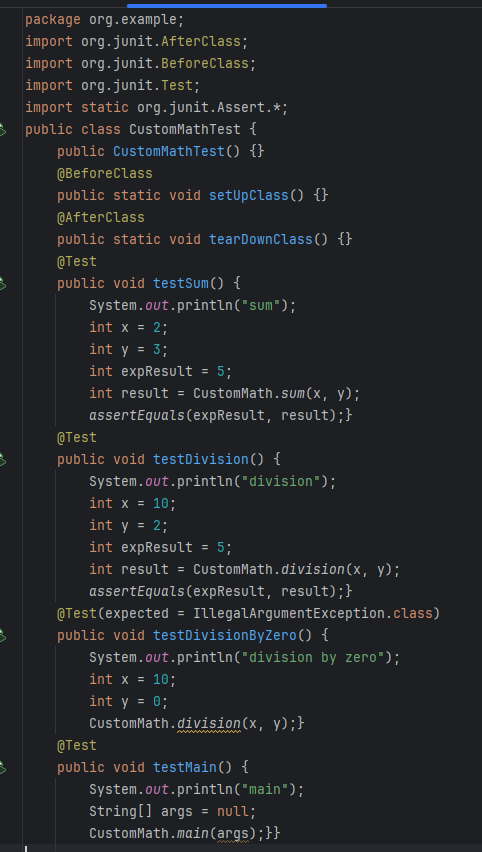 package org.example;
import org.junit.AfterClass;
import org.junit.BeforeClass;
import org.junit.Test;
import static org.junit.Assert.*;
public class CustomMathTest {
    public CustomMathTest() {}
    @BeforeClass
    public static void setUpClass() {}
    @AfterClass
    public static void tearDownClass() {}
    @Test
    public void testSum() {
        System.out.println("sum");
        int x = 2;
        int y = 3;
        int expResult = 5;
        int result = CustomMath.sum(x, y);
        assertEquals(expResult, result);}
    @Test
    public void testDivision() {
        System.out.println("division");
        int x = 10;
        int y = 2;
        int expResult = 5;
        int result = CustomMath.division(x, y);
        assertEquals(expResult, result);}
    @Test(expected = IllegalArgumentException.class)
    public void testDivisionByZero() {
        System.out.println("division by zero");
        int x = 10;
        int y = 0;
        CustomMath.division(x, y);}
    @Test
    public void testMain() {
        System.out.println("main");
        String[] args = null;
        CustomMath.main(args);}}